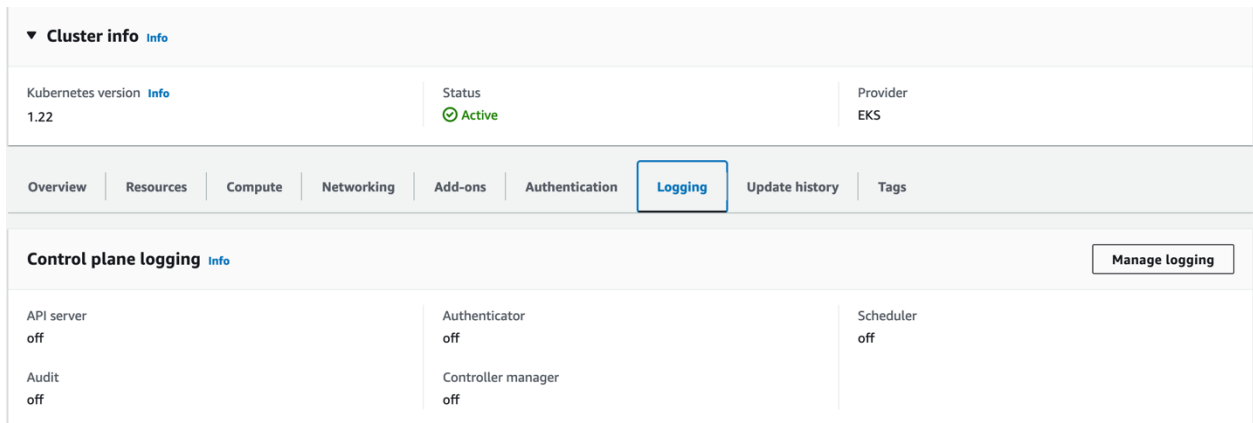 ▼ Cluster info Info
Kubernetes version Info
1.22
Status
Active
Provider
EKS
Overview Resources Compute Networking Add-ons Authentication Logging Update history Tags
Control plane logging Info
Manage logging
API server
off
Authenticator
off
Scheduler
off
Audit
off
Controller manager
off